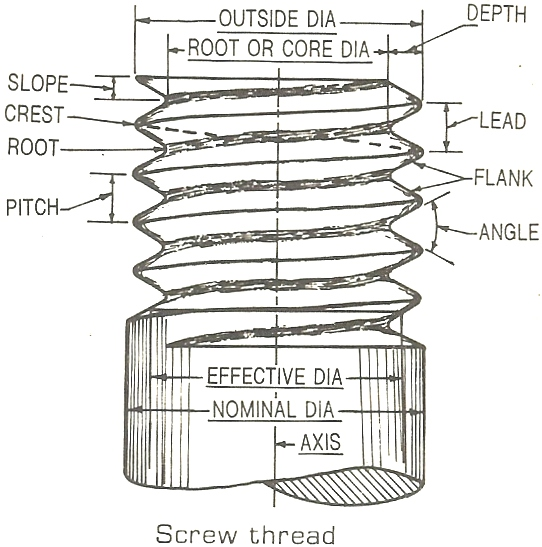 OUTSIDE DIA
DEPTH
ROOT OR CORE DIA
SLOPE
CREST
ROOT
LEAD
FLANK
PITCH
ANGLE
EFFECTIVE DIA
NOMINAL DIA
AXIS
Screw thread